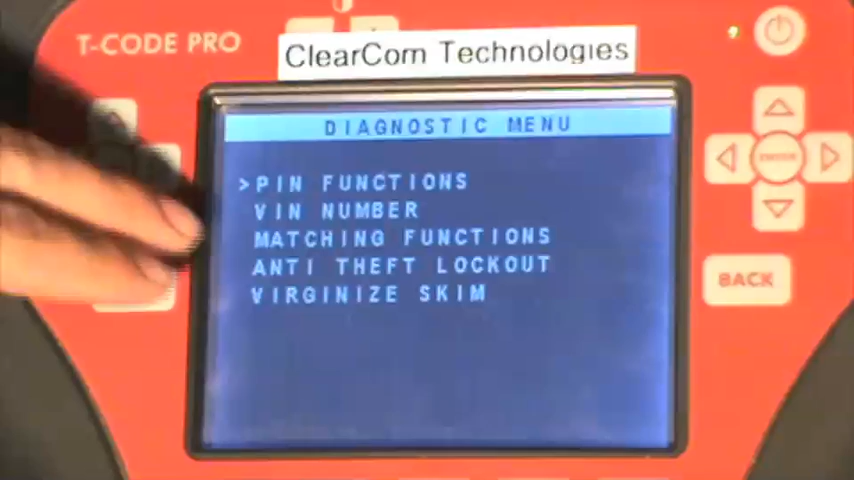 T-CODE PRO
ClearCom Technologies
DIAGNOSTIC MENU
>PIN FUNCTIONS
VIN NUMBER
MATCHING FUNCTIONS
ANTI THEFT LOCKOUT
VIRGINIZE SKIM
ENTER
BACK